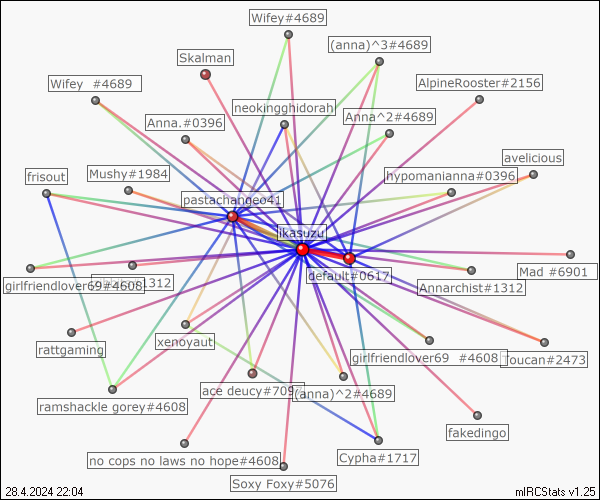 Wifey#4689
(anna)^3#4689
Skalman
Wifey #4689
AlpineRooster#2156
neokingghidorah
Anna.#0396
Anna^2#4689
avelicious
frisout
Mushy#1984
hypomanianna#0396
pastachangeo41
ikasuzu
default#0617
Mad #6901
girlfriendlover69#4608
1312
Annarchist#1312
rattgaming
xenoyaut
girlfriendlover69 #4608
Toucan#2473
ace deucy#709
(anna)^2#4689
ramshackle gorey#4608
fakedingo
no cops no laws no hope#4608
Cypha#1717
Soxy Foxy#5076
28.4.2024 22:04
mIRCStats v1.25